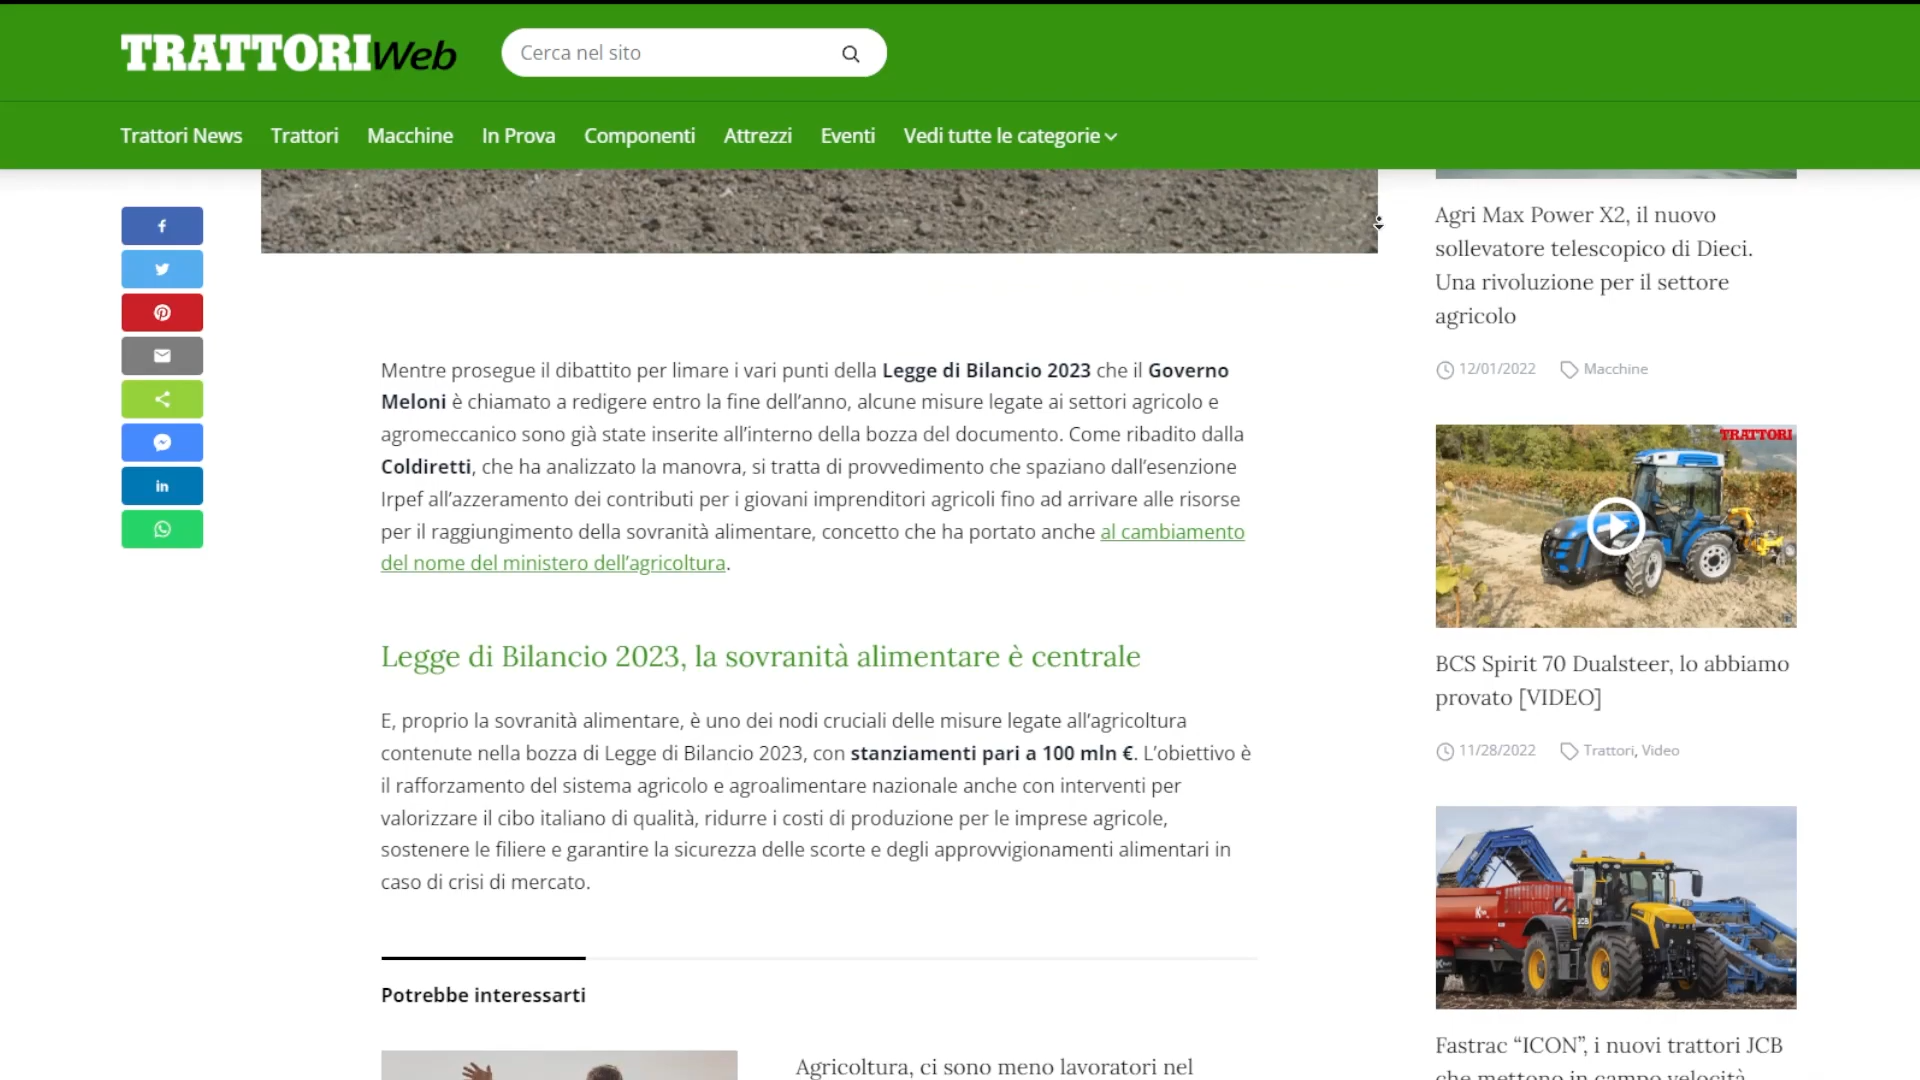 TRATTORIWeb
Cerca nel sito
Trattori News Trattori Macchine In Prova Componenti Attrezzi Eventi Vedi tutte le categorie
Mentre prosegue il dibattito per limare i vari punti della Legge di Bilancio 2023 che il Governo
Meloni è chiamato a redigere entro la fine dell’anno, alcune misure legate ai settori agricolo e
agromeccanico sono già state inserite all’interno della bozza del documento. Come ribadito dalla
Coldiretti, che ha analizzato la manovra, si tratta di provvedimento che spaziano dall’esenzione
Irpef all’azzeramento dei contributi per i giovani imprenditori agricoli fino ad arrivare alle risorse
per il raggiungimento della sovranità alimentare, concetto che ha portato anche al cambiamento
del nome del ministero dell’agricoltura.
Legge di Bilancio 2023, la sovranità alimentare è centrale
E, proprio la sovranità alimentare, è uno dei nodi cruciali delle misure legate all’agricoltura
contenute nella bozza di Legge di Bilancio 2023, con stanziamenti pari a 100 mln €. L’obiettivo è
il rafforzamento del sistema agricolo e agroalimentare nazionale anche con interventi per
valorizzare il cibo italiano di qualità, ridurre i costi di produzione per le imprese agricole,
sostenere le filiere e garantire la sicurezza delle scorte e degli approvvigionamenti alimentari in
caso di crisi di mercato.
Potrebbe interessarti
Agricoltura, ci sono meno lavoratori nel
Agri Max Power X2, il nuovo
sollevatore telescopico di Dieci.
Una rivoluzione per il settore
agricolo
12/01/2022 Macchine
TRATTORI
BCS Spirit 70 Dualsteer, lo abbiamo
provato [VIDEO]
11/28/2022 Trattori, Video
JCB
Fastrac “ICON”, i nuovi trattori JCB
che mettono in campo velocità